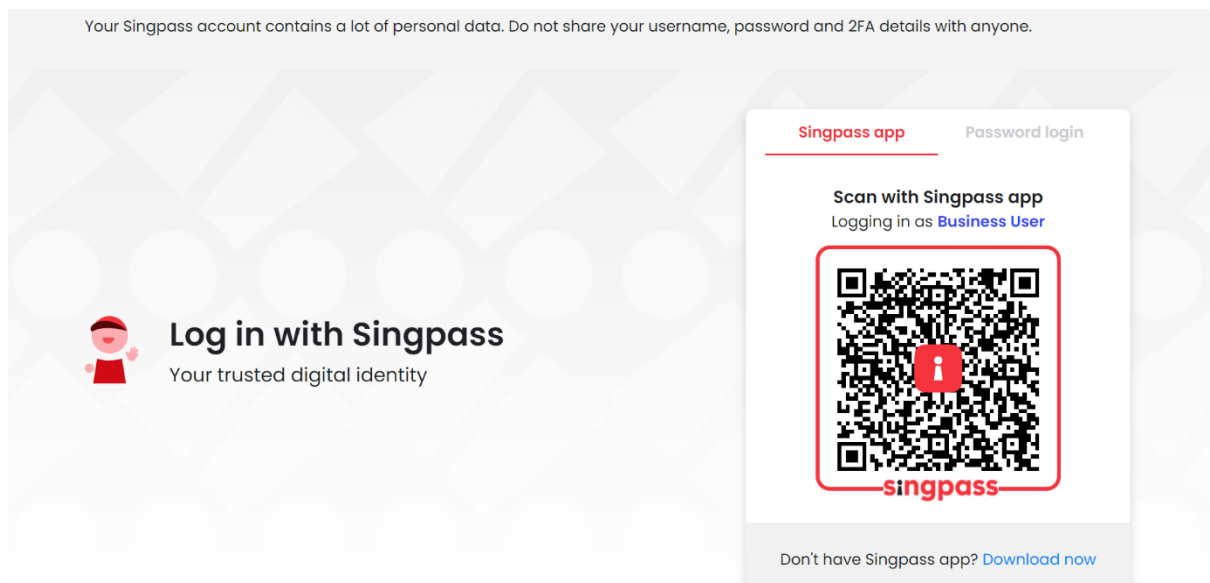 Your Singpass account contains a lot of personal data. Do not share your username, password and 2FA details with anyone.
Singpass app
Password login
Scan with Singpass app
Logging in as Business User
singpass
Log in with Singpass
Your trusted digital identity
Don't have Singpass app? Download now